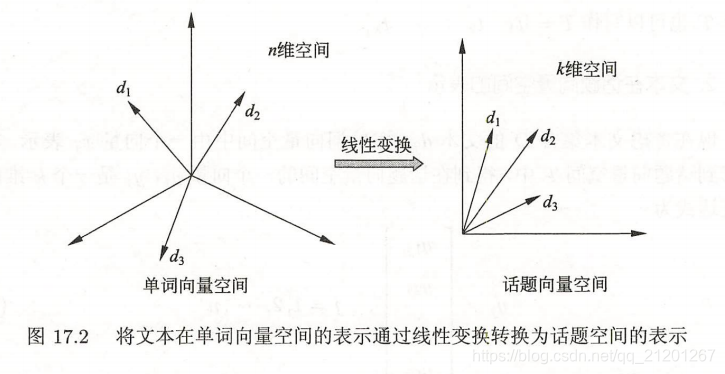 n维空间
d1
d2
d3
单词向量空间
线性变换
k维空间
d1
d2
d3
话题向量空间
图 17.2 将文本在单词向量空间的表示通过线性变换转换为话题空间的表示
https://blog.csdn.net/qq_21201267